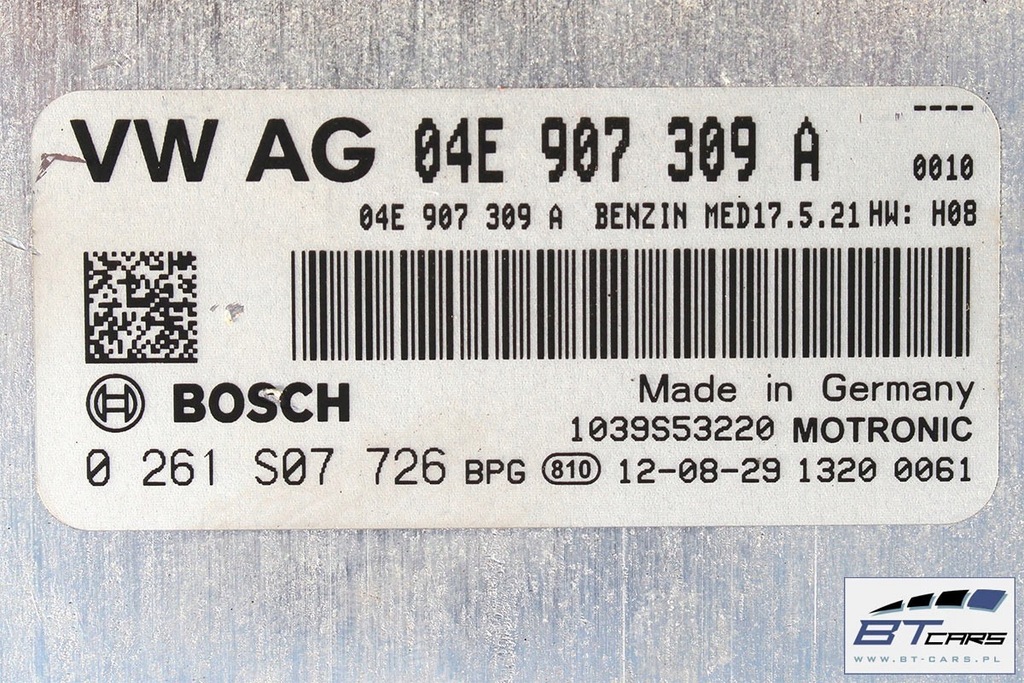 ----
VW AG 04E 907 309 A 0010
04E 907 309 A BENZIN MED17.5.21 HW: H08
BOSCH Made in Germany
1039S53220 MOTRONIC
0 261 S07 726 BPG 810 12-08-29 1320 0061
BT CARS
WWW.BT-CARS.PL